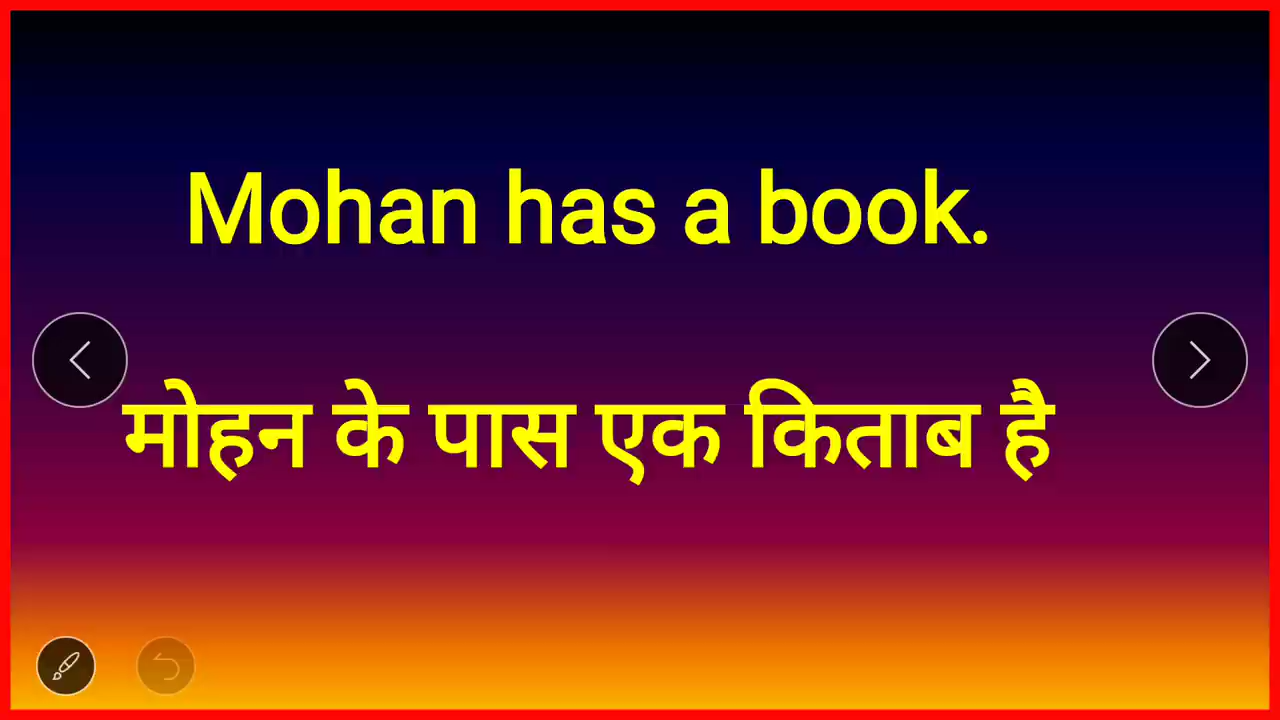 Mohan has a book.
मोहन के पास एक किताब है